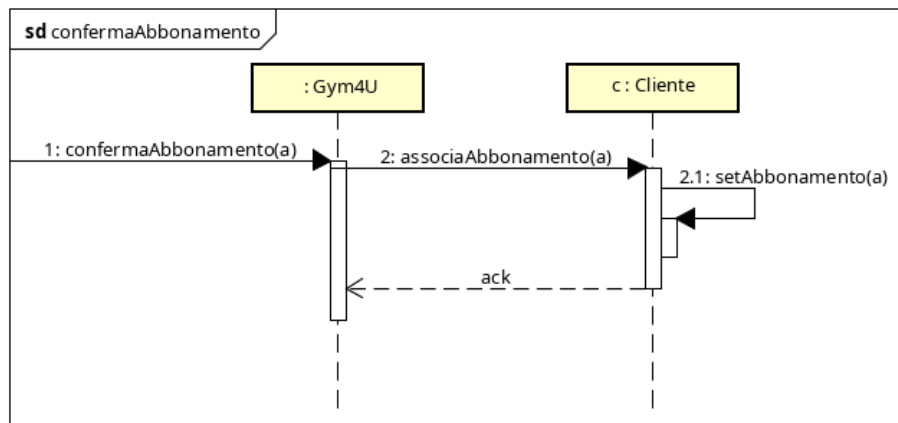 sd confermaAbbonamento
: Gym4U
c : Cliente
1: confermaAbbonamento(a)
2: associaAbbonamento(a)
2.1: setAbbonamento(a)
ack